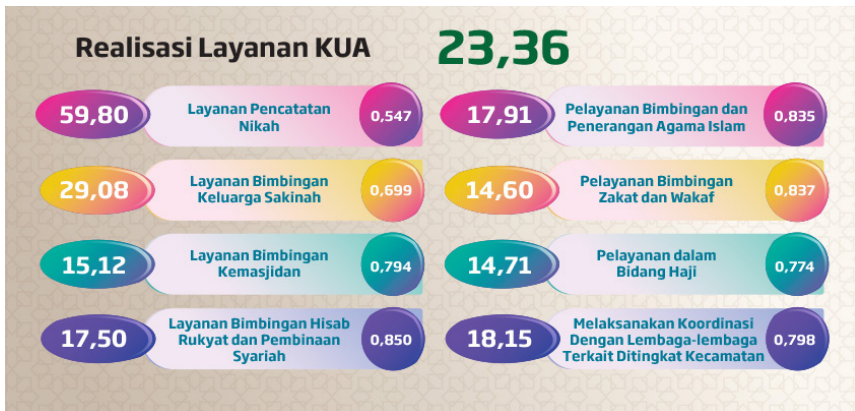 Realisasi Layanan KUA 23,36
59,80
Layanan Pencatatan
Nikah
0,547
17,91
Pelayanan Bimbingan dan
Penerangan Agama Islam
0,835
29,08
Layanan Bimbingan
Keluarga Sakinah
0,699
14,60
Pelayanan Bimbingan
Zakat dan Wakaf
0,837
15,12
Layanan Bimbingan
Kemasjidan
0,794
14,71
Pelayanan dalam
Bidang Haji
0,774
17,50
Layanan Bimbingan Hisab
Rukyat dan Pembinaan
Syariah
0,850
18,15
Melaksanakan Koordinasi
Dengan Lembaga-lembaga
Terkait Ditingkat Kecamatan
0,798